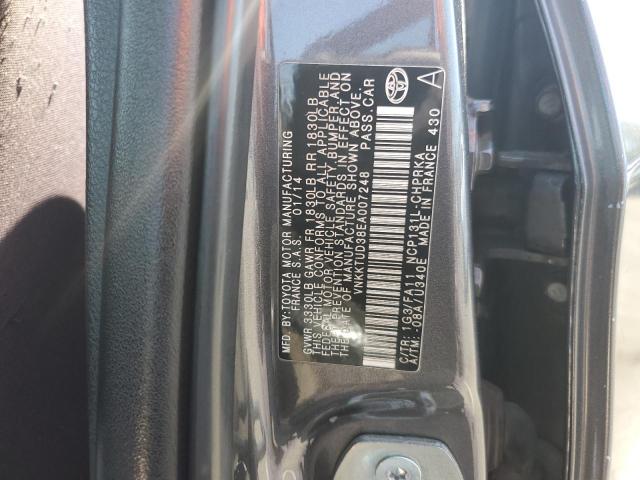 MFD. BY: TOYOTA MOTOR MANUFACTURING
FRANCE S.A.S. 01/14
GVWR 3330LB GAWR FR 1830LB RR 1830LB
THIS VEHICLE CONFORMS TO ALL APPLICABLE
FEDERAL MOTOR VEHICLE SAFETY, BUMPER, AND
THEFT PREVENTION STANDARDS IN EFFECT ON
THE DATE OF MANUFACTURE SHOWN ABOVE.
VNKKTUD38EA007248 PASS.CAR
C/TR: 1G3/FA11 NCP131L-CHPRKA
A/TM: -08A/U340E MADE IN FRANCE 430
A